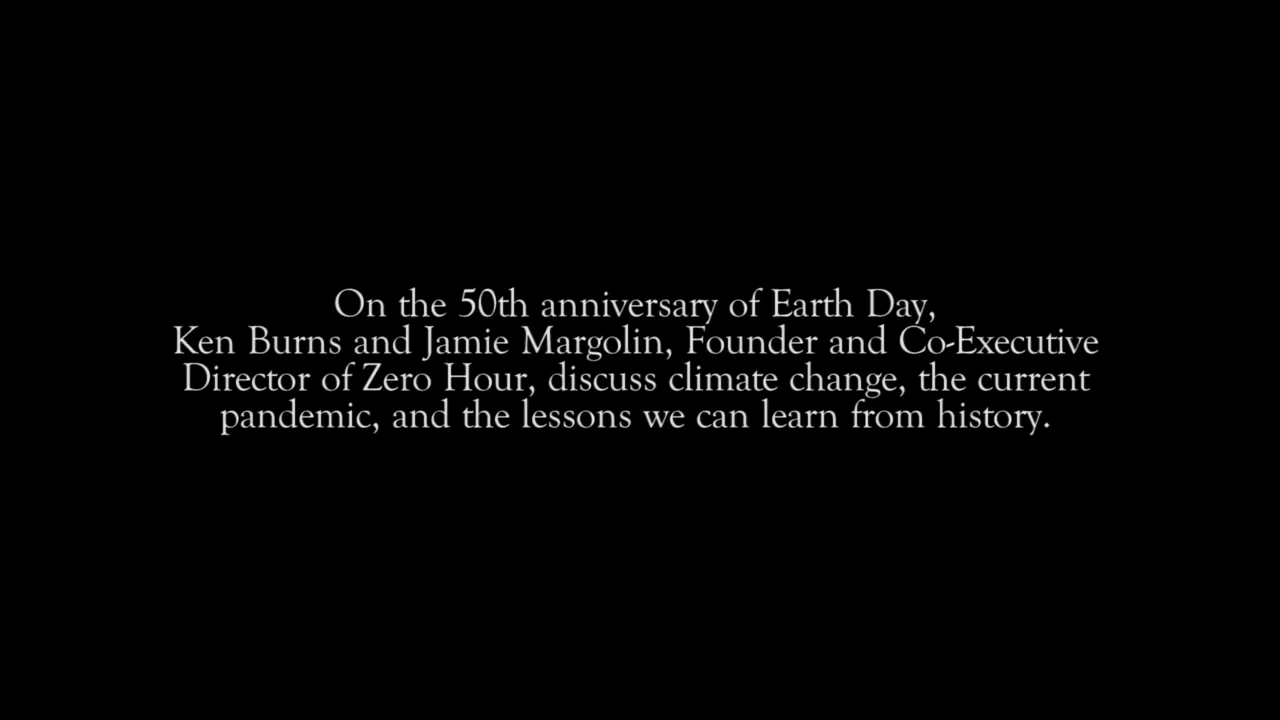 On the 50th anniversary of Earth Day,
Ken Burns and Jamie Margolin, Founder and Co-Executive
Director of Zero Hour, discuss climate change, the current
pandemic, and the lessons we can learn from history.